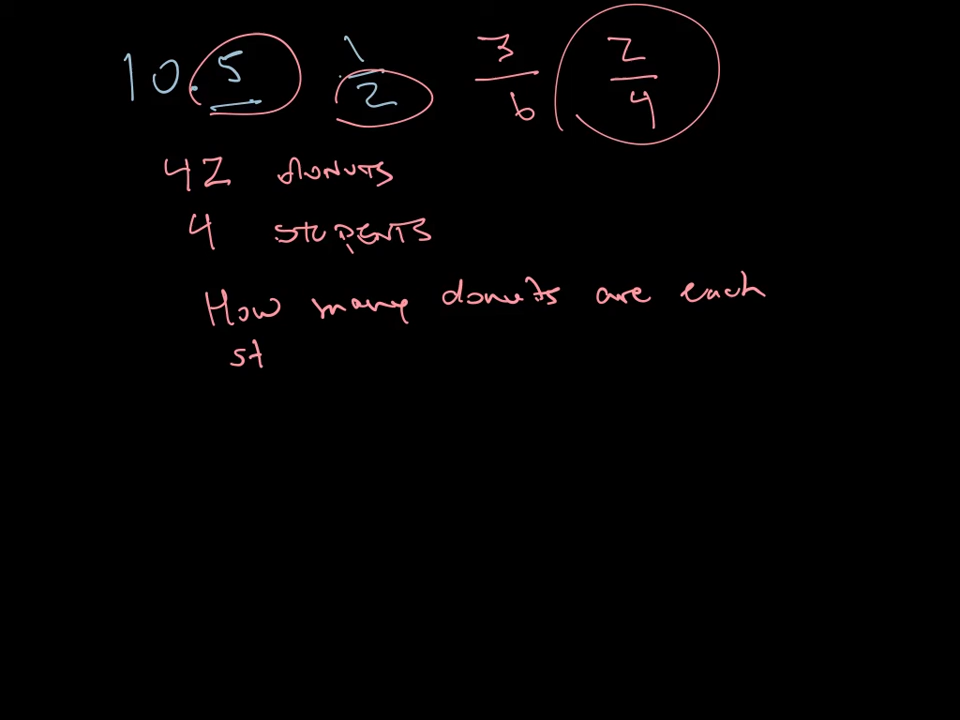 10.5 1/2 3/6 2/4
42 DONUTS
4 STUDENTS
How many donuts are each
st